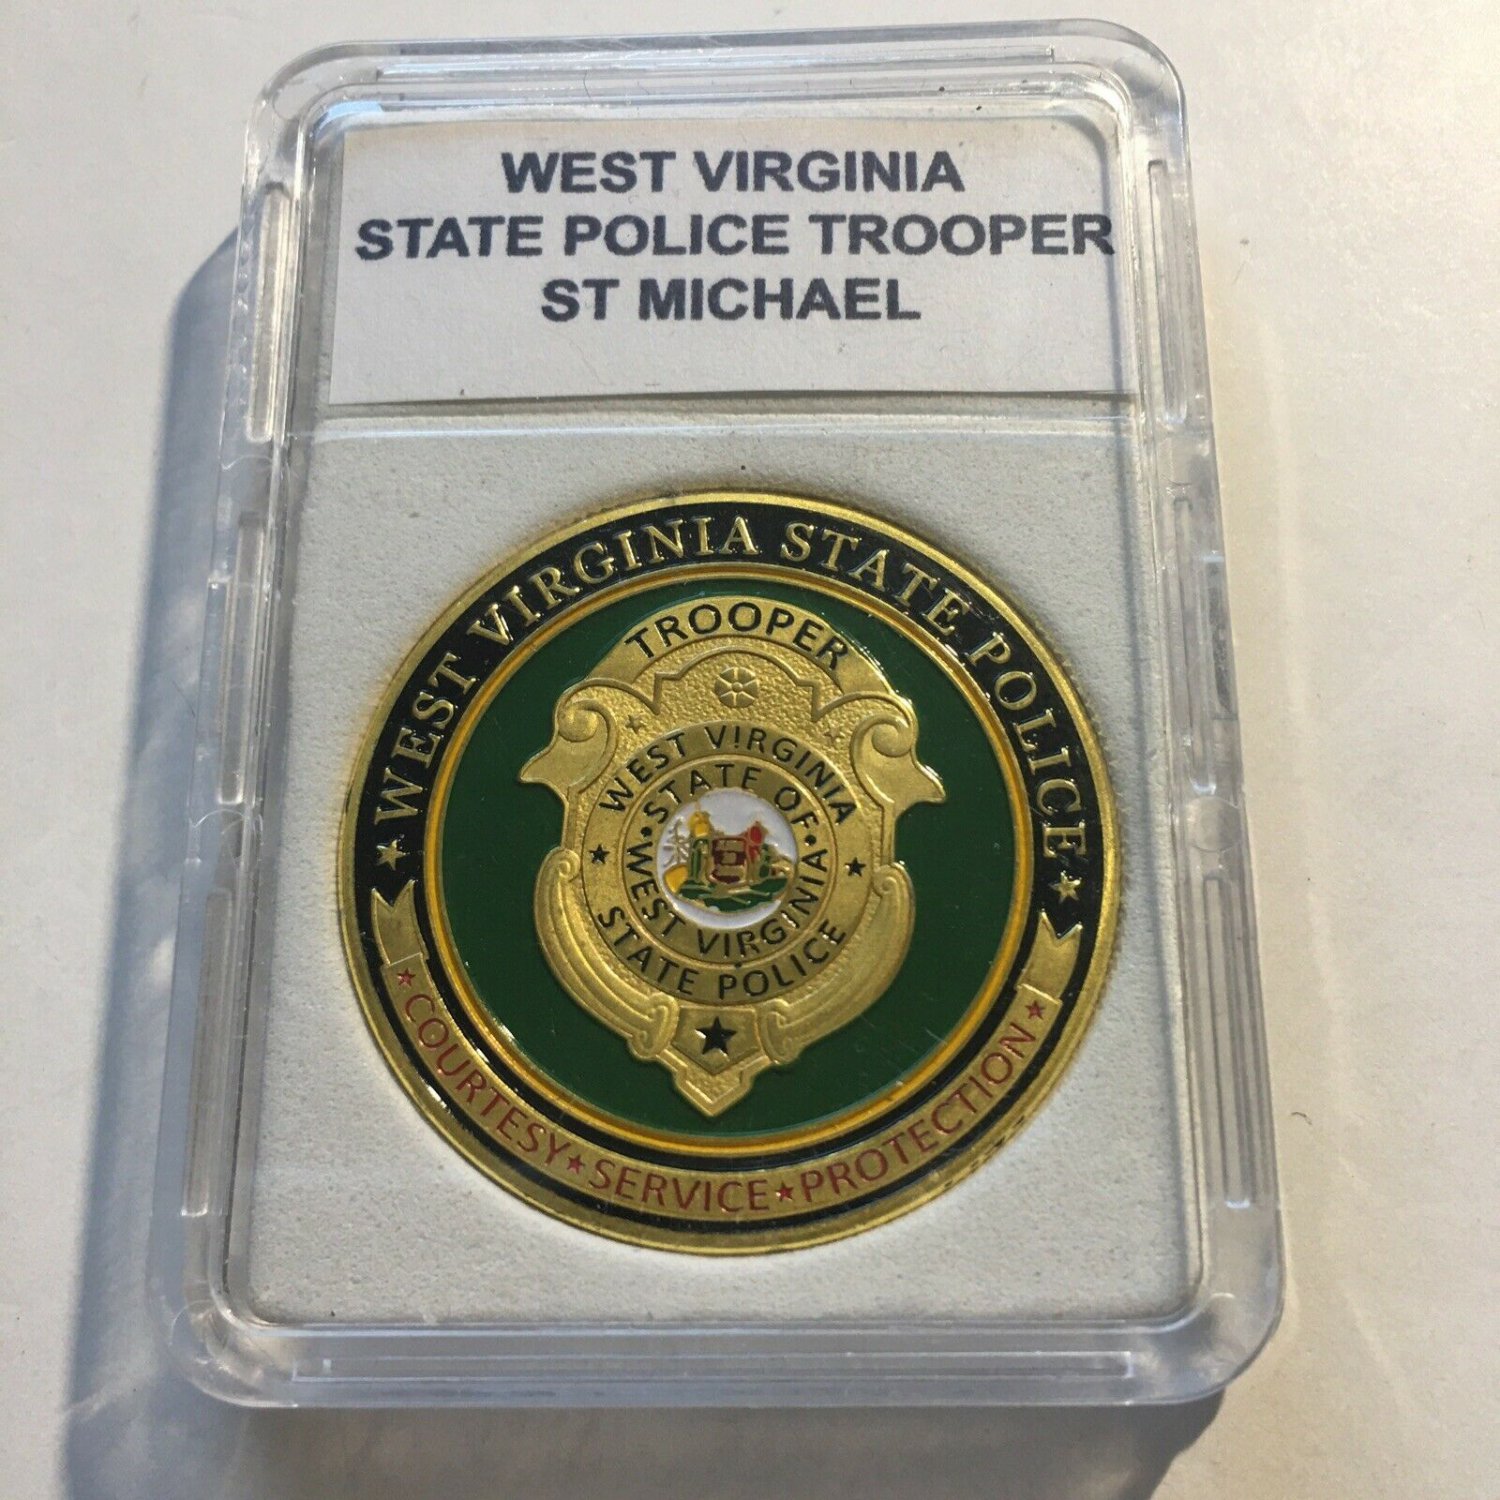 WEST VIRGINIA
STATE POLICE TROOPER
ST MICHAEL
★ WEST VIRGINIA STATE POLICE ★
TROOPER
WEST VIRGINIA
• STATE OF •
WEST VIRGINIA
★ STATE POLICE ★
★ COURTESY ★ SERVICE ★ PROTECTION ★